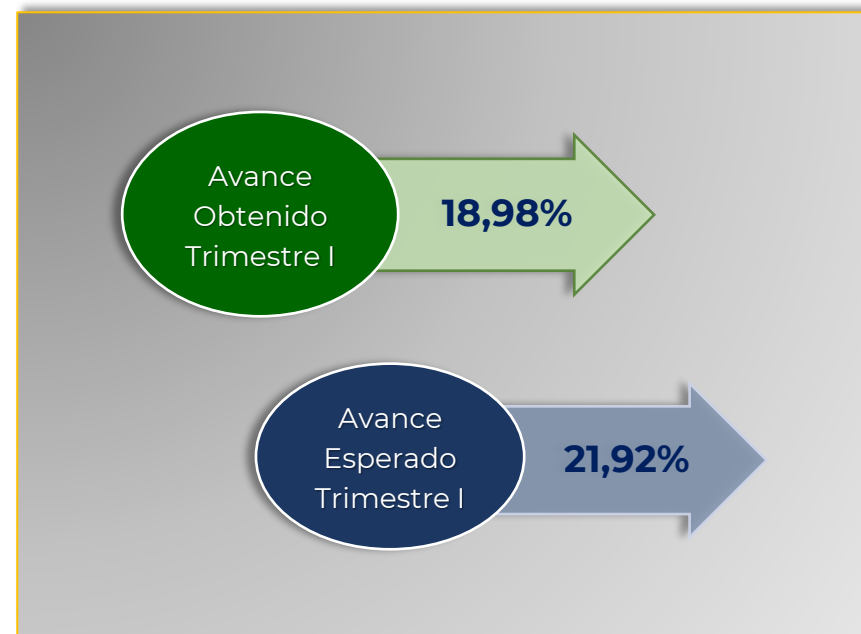 Avance
Obtenido
Trimestre I
18,98%
Avance
Esperado
Trimestre I
21,92%